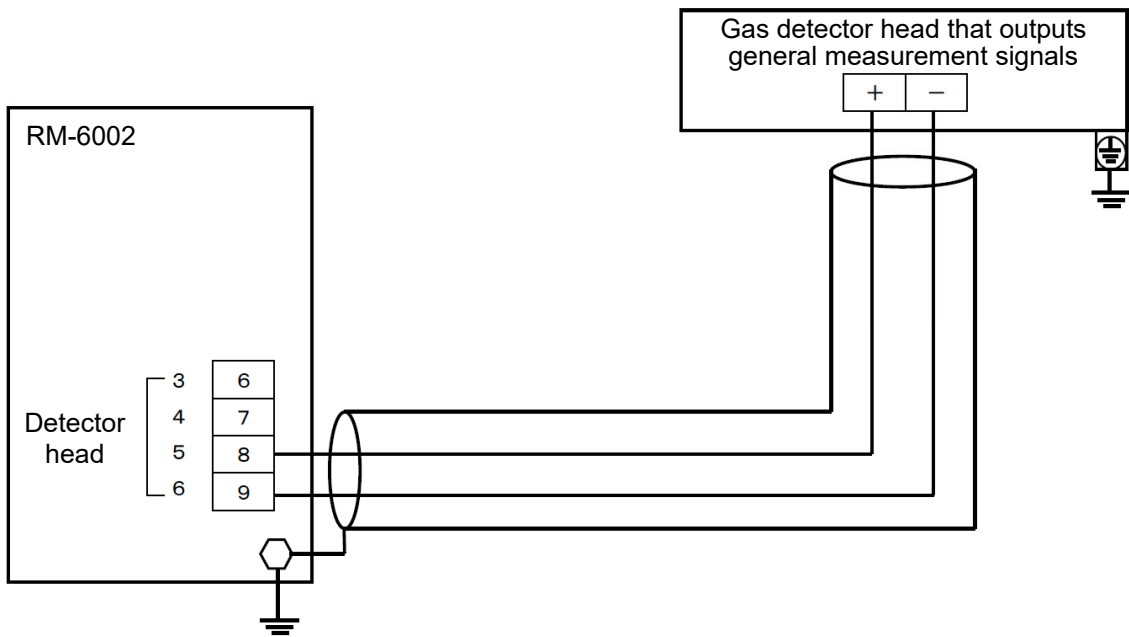 Gas detector head that outputs
general measurement signals
+ −
RM-6002
Detector
head
3 6
4 7
5 8
6 9